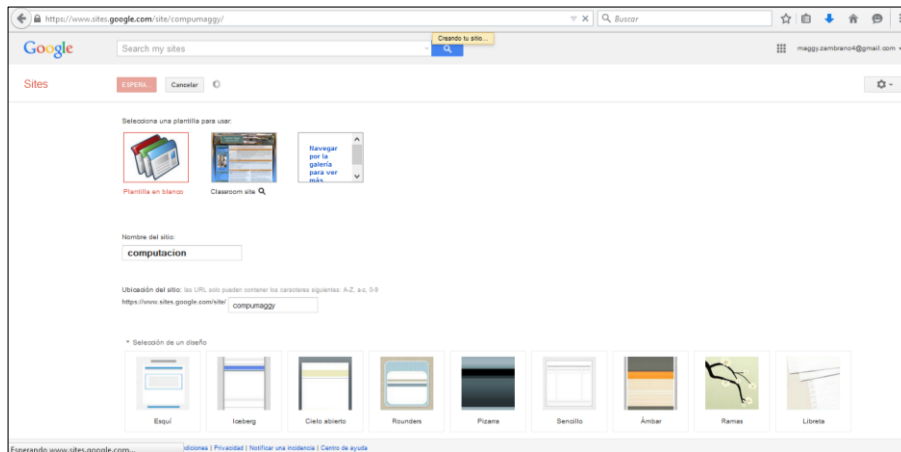 https://www.sites.google.com/site/compumaggy/
Buscar
Creando tu sitio...
Google
Search my sites
maggy.zambrano4@gmail.com
Sites
ESPERA...
Cancelar
Selecciona una plantilla para usar:
Navegar por la galería para ver más
Plantilla en blanco
Classroom site
Nombre del sitio:
computacion
Ubicación del sitio: las URL solo pueden contener los caracteres siguientes: A-Z, a-z, 0-9
https://www.sites.google.com/site/ compumaggy
Selección de un diseño
Esquí
Iceberg
Cielo abierto
Rounders
Pizarra
Sencillo
Ámbar
Ramas
Libreta
Esperando www.sites.google.com...
diciones | Privacidad | Notificar una incidencia | Centro de ayuda